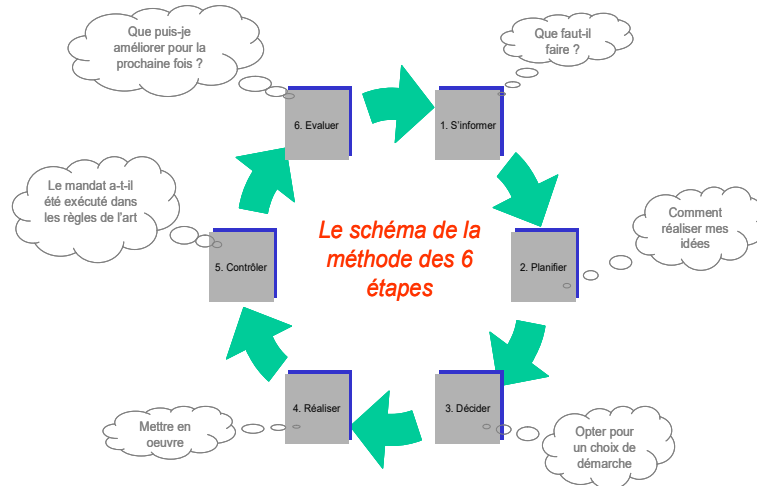 Que puis-je
améliorer pour la
prochaine fois ?
Que faut-il
faire ?
6. Evaluer
1. S'informer
Le mandat a-t-il
été exécuté dans
les règles de l'art
Le schéma de la
méthode des 6
étapes
Comment
réaliser mes
idées
5. Contrôler
2. Planifier
4. Réaliser
3. Décider
Mettre en
oeuvre
Opter pour
un choix de
démarche